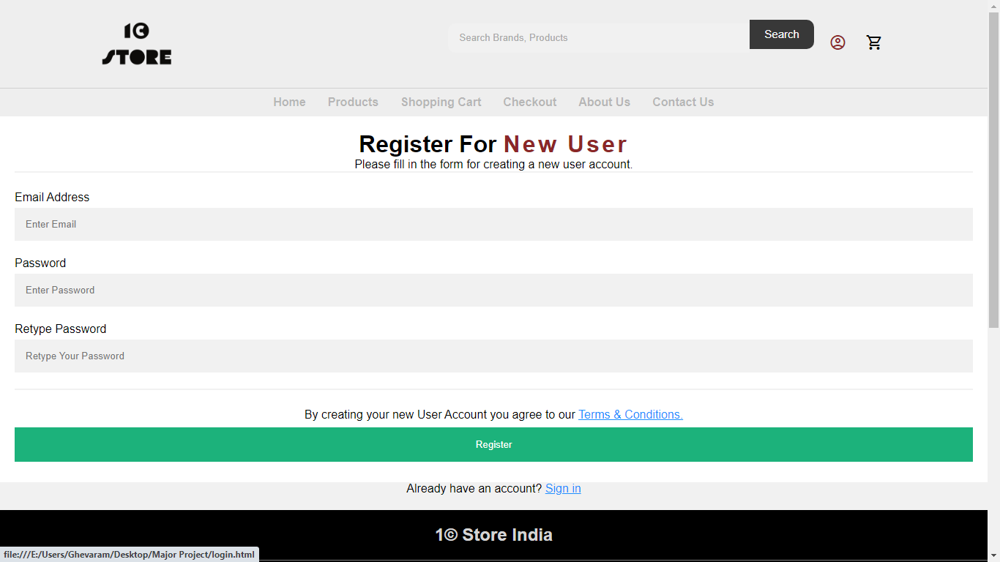 1©
STORE
Search Brands, Products
Search
Home Products Shopping Cart Checkout About Us Contact Us
Register For New User
Please fill in the form for creating a new user account.
Email Address
Enter Email
Password
Enter Password
Retype Password
Retype Your Password
By creating your new User Account you agree to our Terms & Conditions.
Register
Already have an account? Sign in
1© Store India
file:///E:/Users/Ghevaram/Desktop/Major Project/login.html